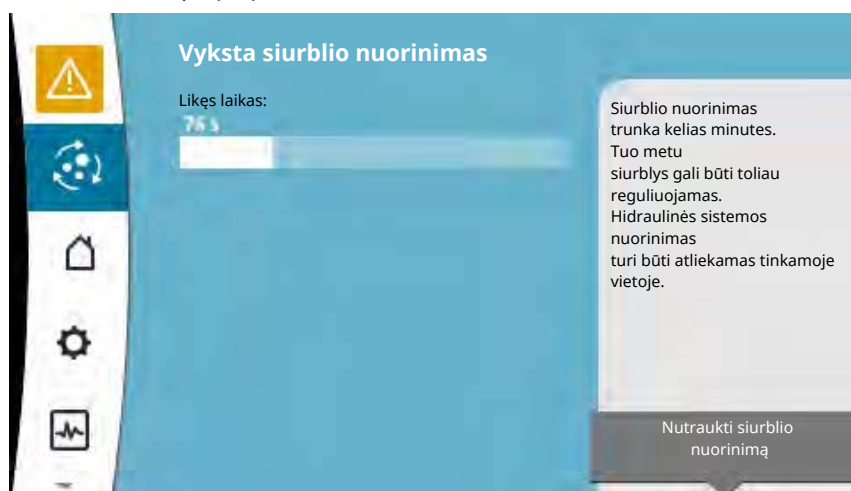 Vyksta siurblio nuorinimas
Likęs laikas:
76 s
Siurblio nuorinimas
trunka kelias minutes.
Tuo metu
siurblys gali būti toliau
reguliuojamas.
Hidraulinės sistemos
nuorinimas
turi būti atliekamas tinkamoje
vietoje.
Nutraukti siurblio
nuorinimą